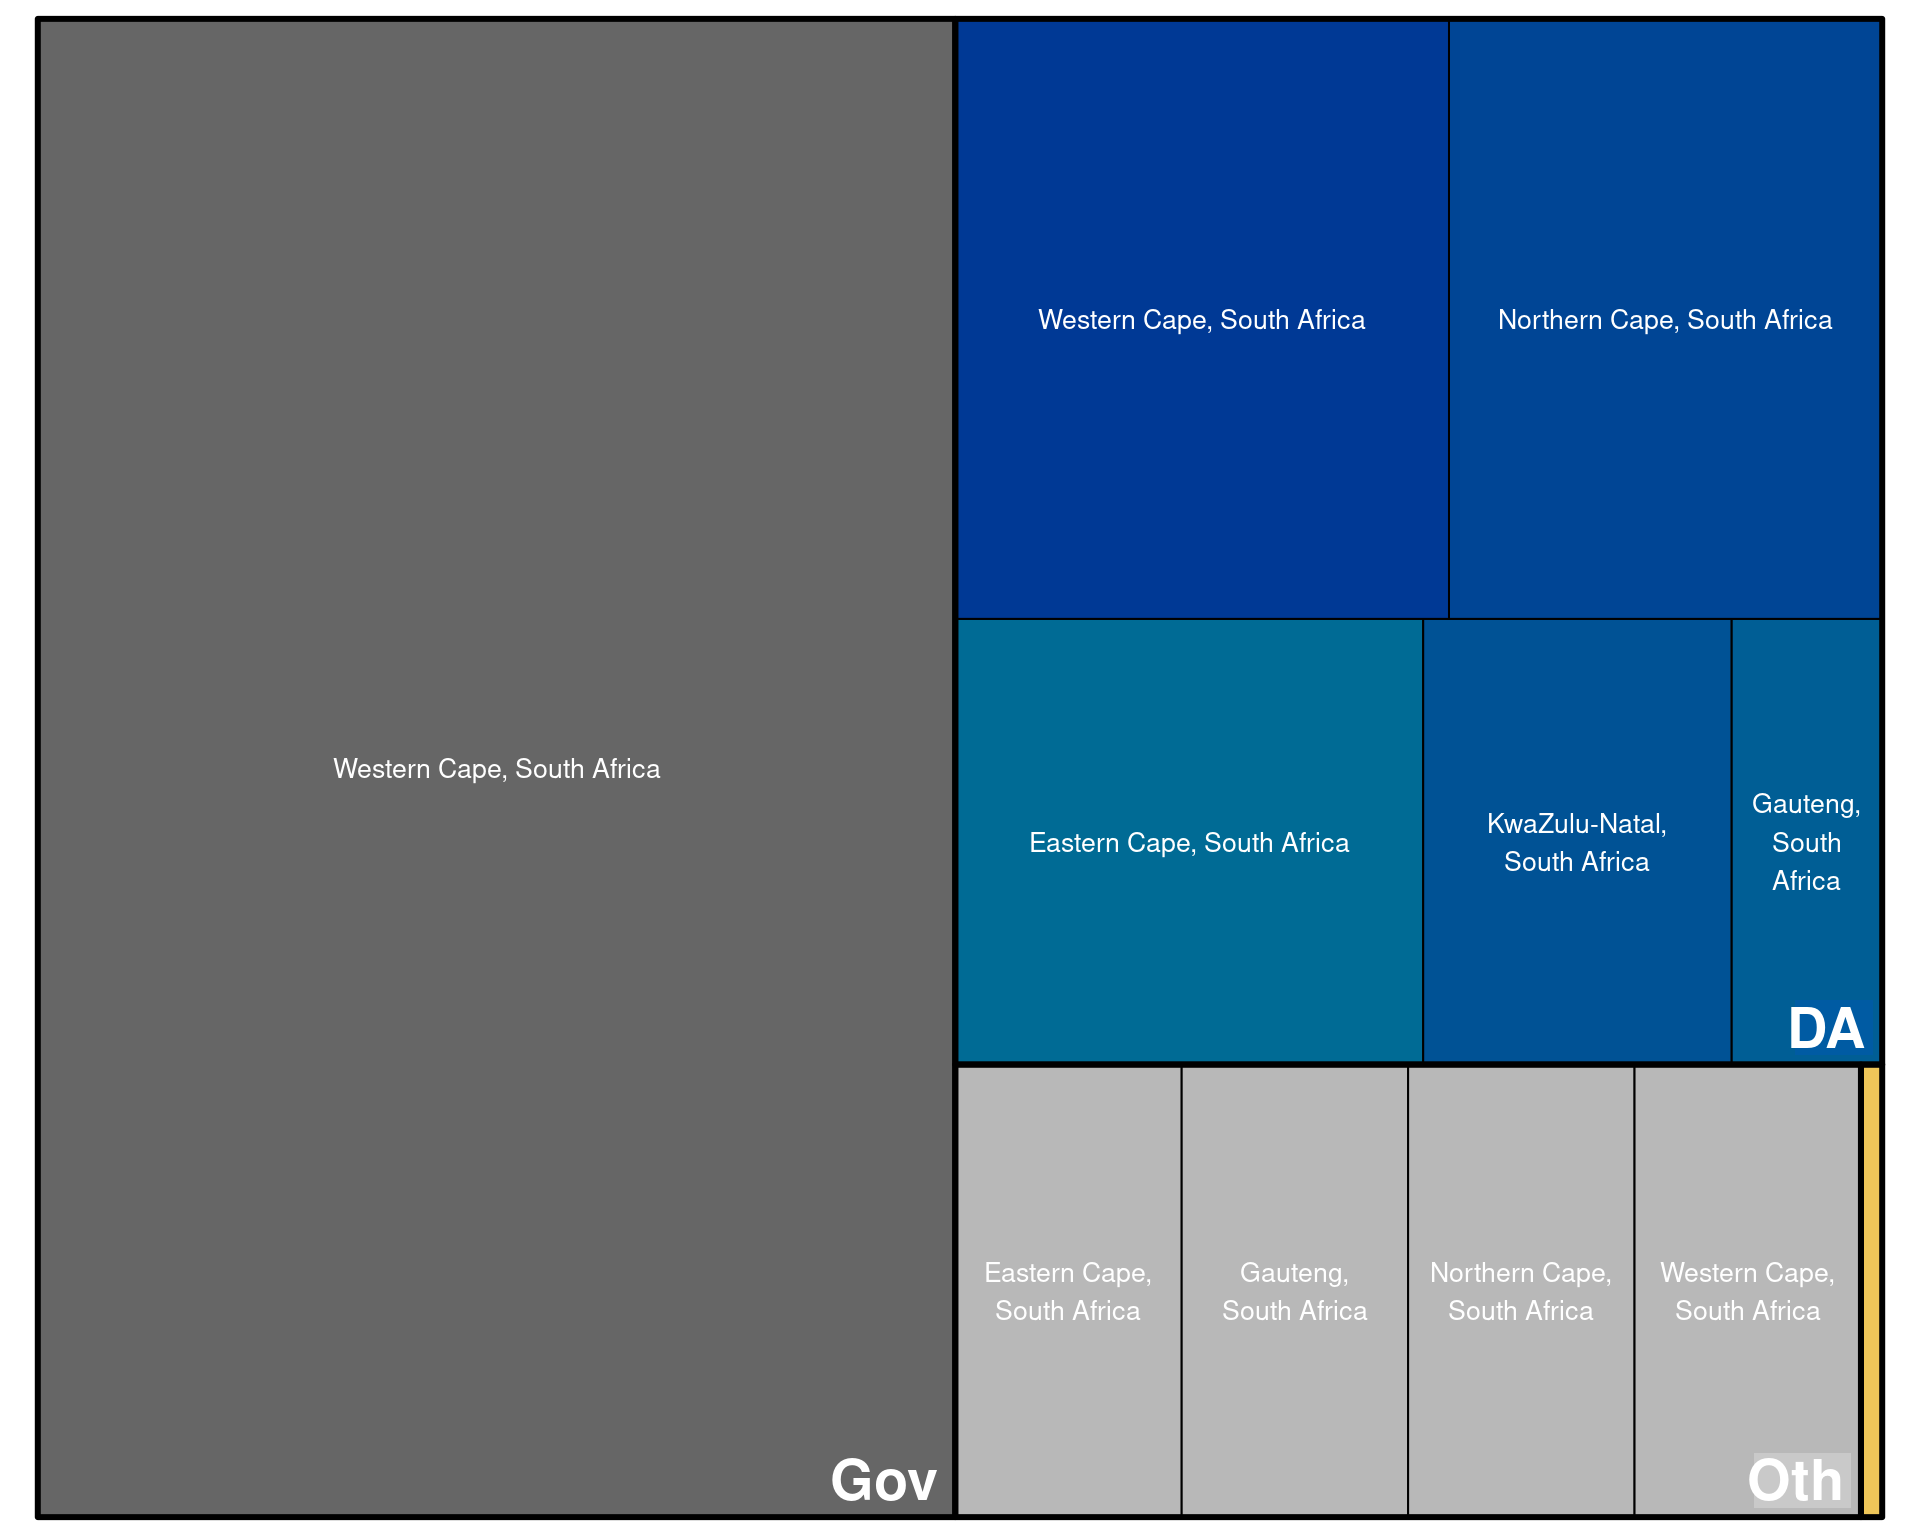 Western Cape, South Africa
Gov
Western Cape, South Africa
Northern Cape, South Africa
Eastern Cape, South Africa
KwaZulu-Natal,
South Africa
Gauteng,
South
Africa
DA
Eastern Cape,
South Africa
Gauteng,
South Africa
Northern Cape,
South Africa
Western Cape,
South Africa
Oth